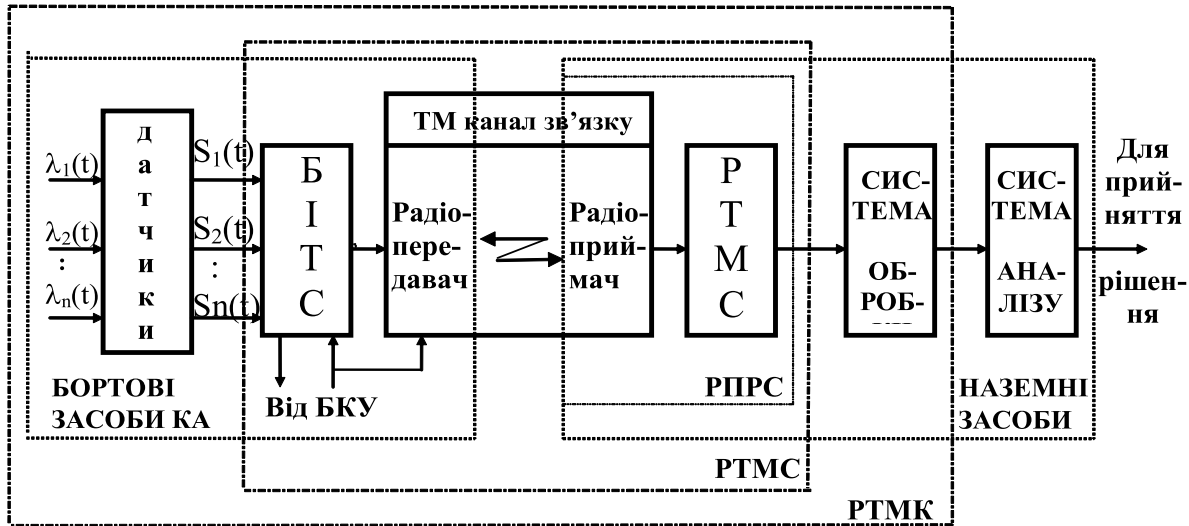 λ₁(t)
λ₂(t)
:
λₙ(t)
д
а
т
ч
и
к
и
S₁(t)
S₂(t)
:
Sn(t)
Б
І
Т
С
ТМ канал зв’язку
Радіо-
пере-
давач
Радіо-
прий-
мач
Р
Т
М
С
СИС-
ТЕМА
ОБ-
РОБ-
СИС-
ТЕМА
АНА-
ЛІЗУ
Для
прий-
няття
рішен-
ня
БОРТОВІ
ЗАСОБИ КА
Від БКУ
РПРС
НАЗЕМНІ
ЗАСОБИ
РТМС
РТМК